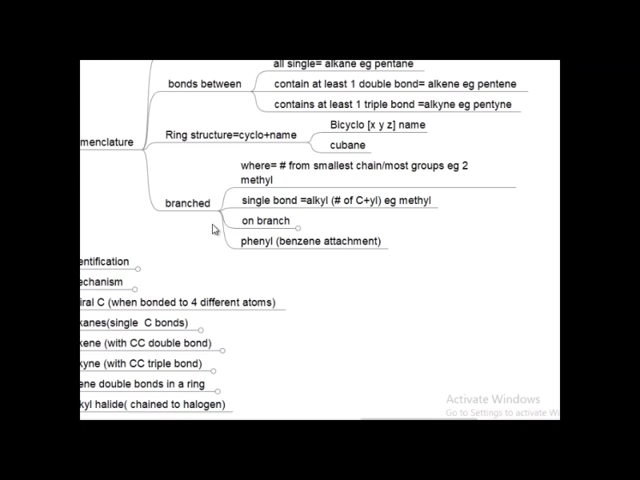 all single= alkane eg pentane
bonds between
contain at least 1 double bond= alkene eg pentene
contains at least 1 triple bond =alkyne eg pentyne
menclature
Ring structure=cyclo+name
Bicyclo [x y z] name
cubane
branched
where= # from smallest chain/most groups eg 2
methyl
single bond =alkyl (# of C+yl) eg methyl
on branch
phenyl (benzene attachment)
entification
echanism
iral C (when bonded to 4 different atoms)
kanes(single C bonds)
kene (with CC double bond)
kyne (with CC triple bond)
ene double bonds in a ring
kyl halide( chained to halogen)
Activate Windows
Go to Settings to activate Wi